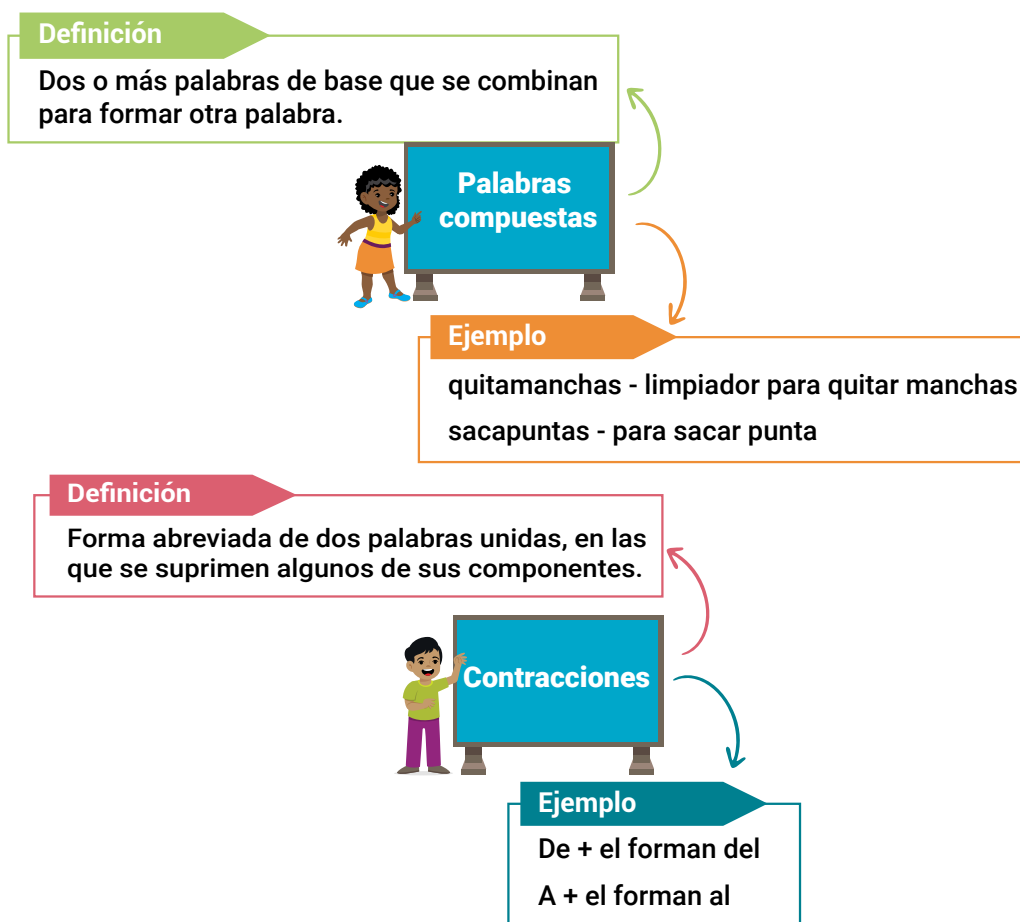 Definición
Dos o más palabras de base que se combinan
para formar otra palabra.
Palabras
compuestas
Ejemplo
quitamanchas - limpiador para quitar manchas
sacapuntas - para sacar punta
Definición
Forma abreviada de dos palabras unidas, en las
que se suprimen algunos de sus componentes.
Contracciones
Ejemplo
De + el forman del
A + el forman al